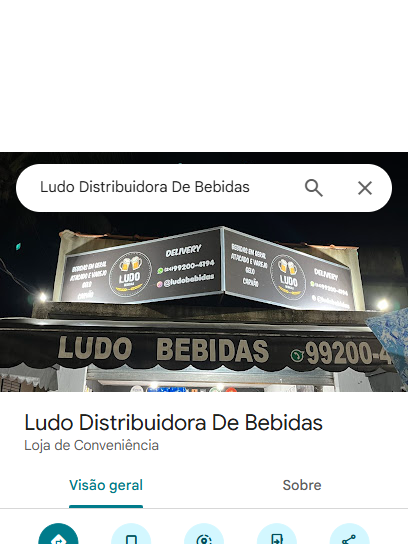 Ludo Distribuidora De Bebidas
BEBIDAS EM GERAL
ATACADO E VAREJO
GELO
CARVÃO
LUDO
DELIVERY
99200-4194
@ludobebidas
BEBIDAS EM GERAL
ATACADO E VAREJO
GELO
CARVÃO
LUDO
DELIVERY
LUDO BEBIDAS 99200-4
Ludo Distribuidora De Bebidas
Loja de Conveniência
Visão geral
Sobre